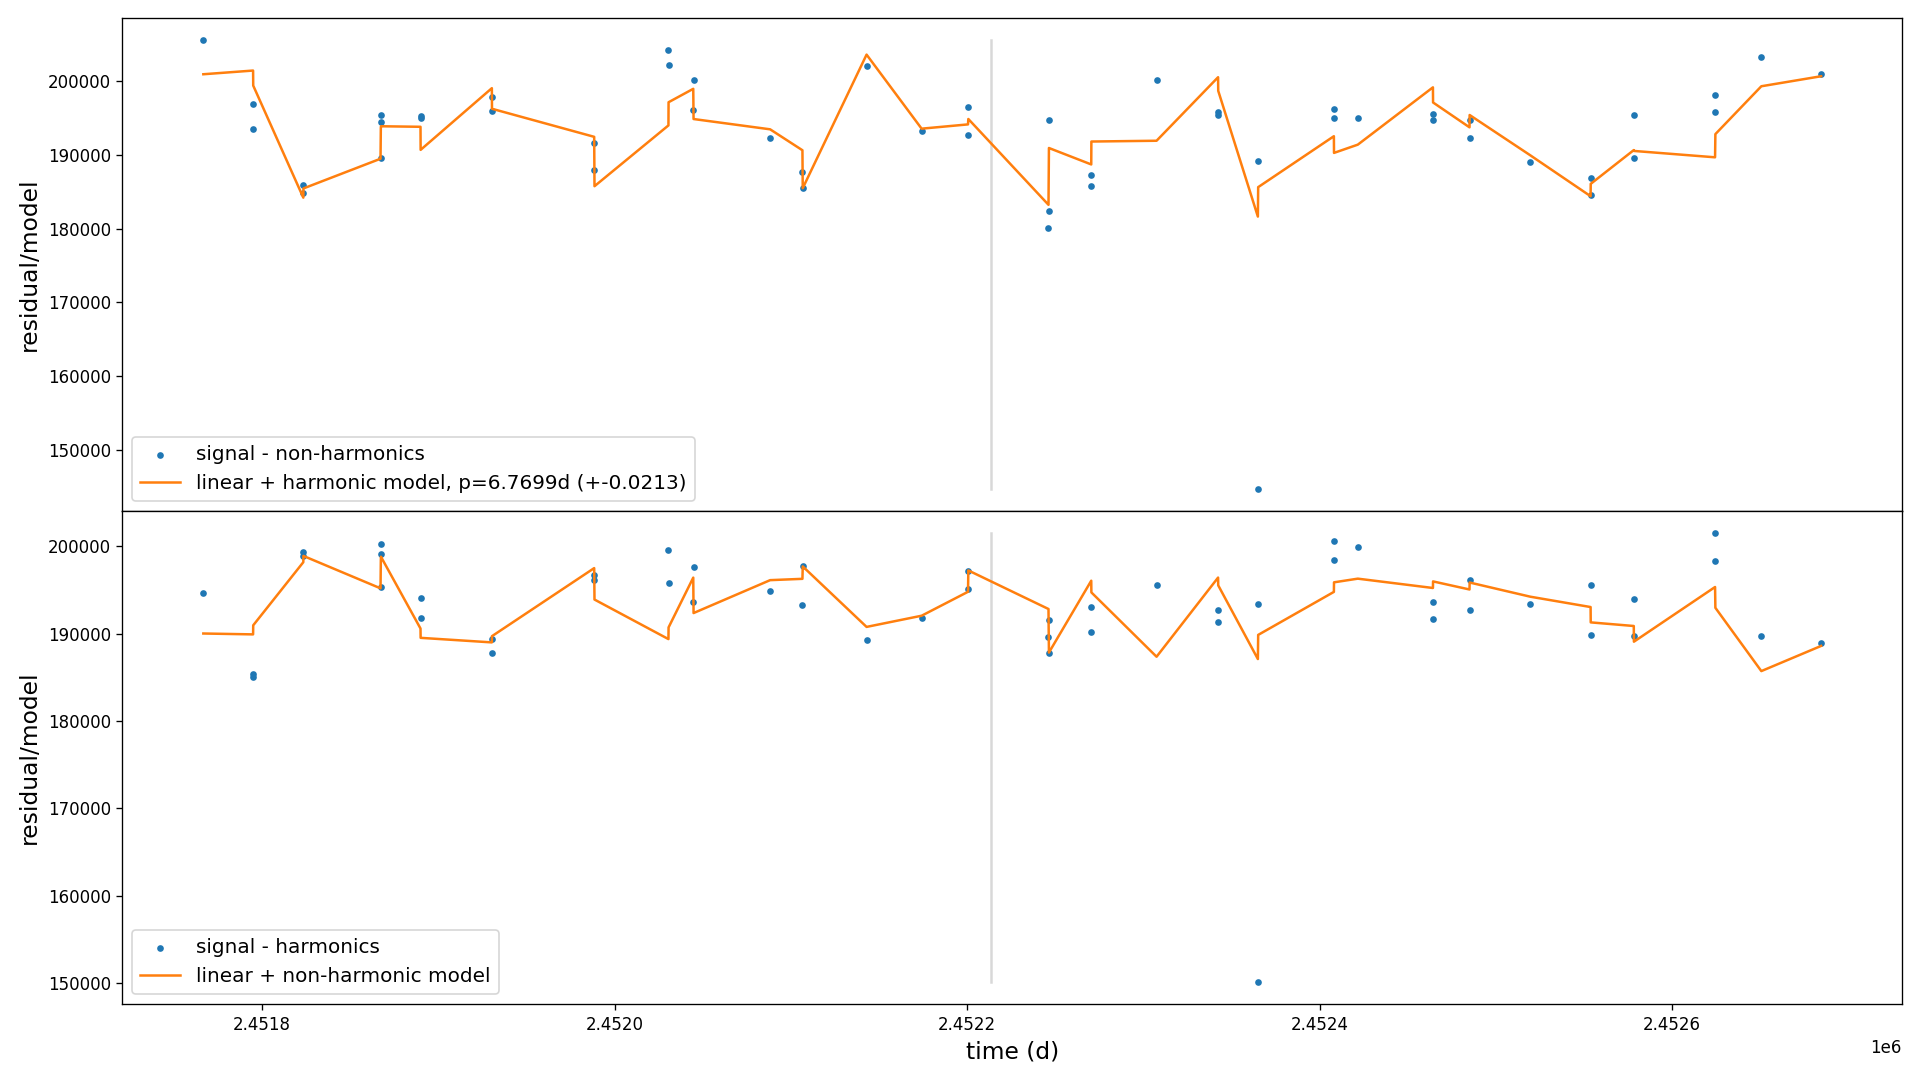 residual/model
200000
190000
180000
170000
160000
150000
signal - non-harmonics
linear + harmonic model, p=6.7699d (+-0.0213)
residual/model
200000
190000
180000
170000
160000
150000
signal - harmonics
linear + non-harmonic model
2.4518
2.4520
2.4522
2.4524
2.4526
time (d)
1e6